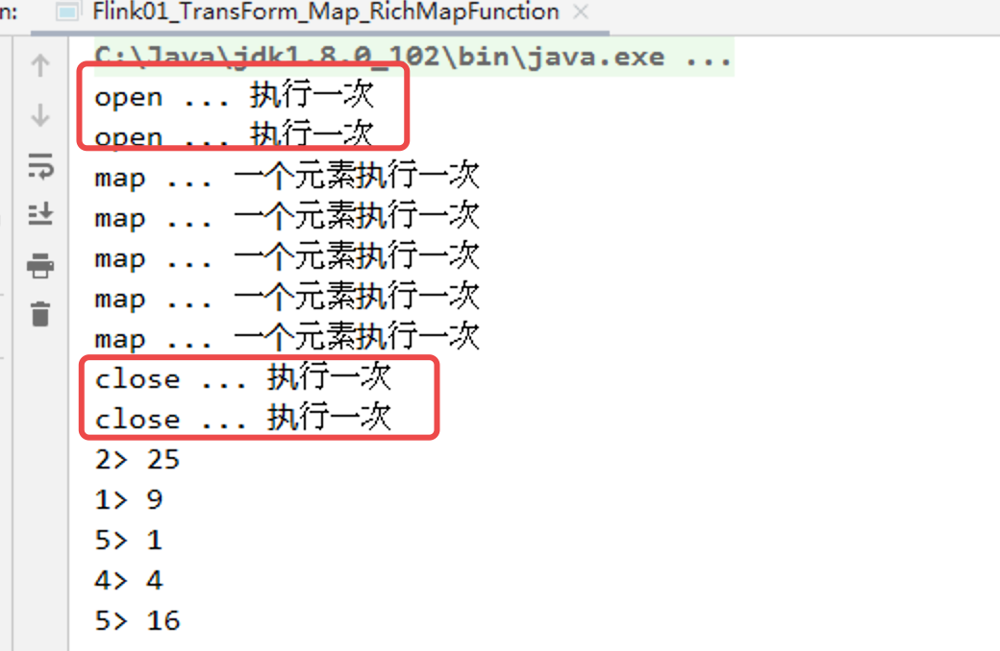 n: Flink01_TransForm_Map_RichMapFunction
C:\Java\jdk1.8.0_102\bin\java.exe ...
open ... 执行一次
open ... 执行一次
map ... 一个元素执行一次
map ... 一个元素执行一次
map ... 一个元素执行一次
map ... 一个元素执行一次
map ... 一个元素执行一次
close ... 执行一次
close ... 执行一次
2> 25
1> 9
5> 1
4> 4
5> 16